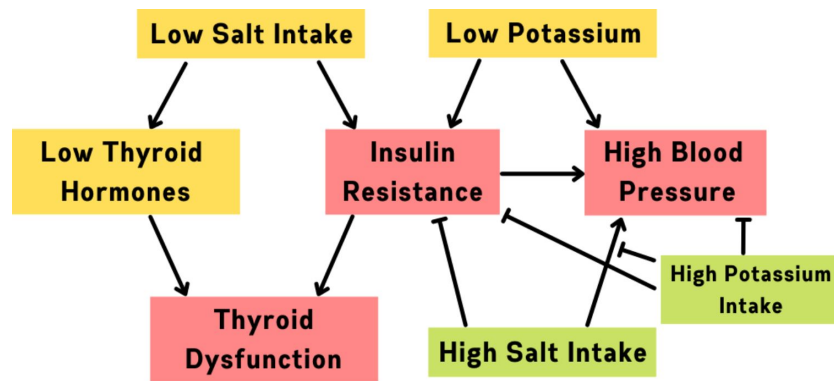 Low Salt Intake
Low Potassium
Low Thyroid
Hormones
Insulin
Resistance
High Blood
Pressure
High Potassium
Intake
Thyroid
Dysfunction
High Salt Intake